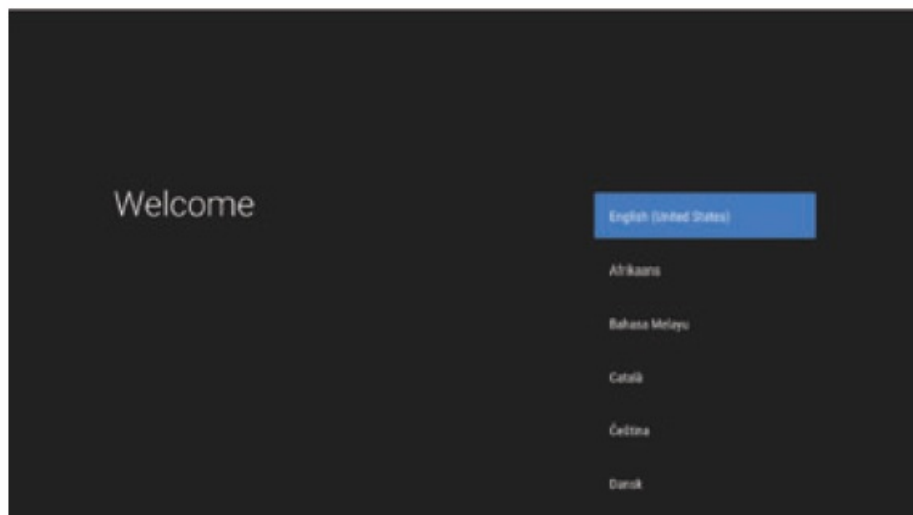 Welcome
English (United States)
Afrikaans
Bahasa Melayu
Català
Čeština
Dansk